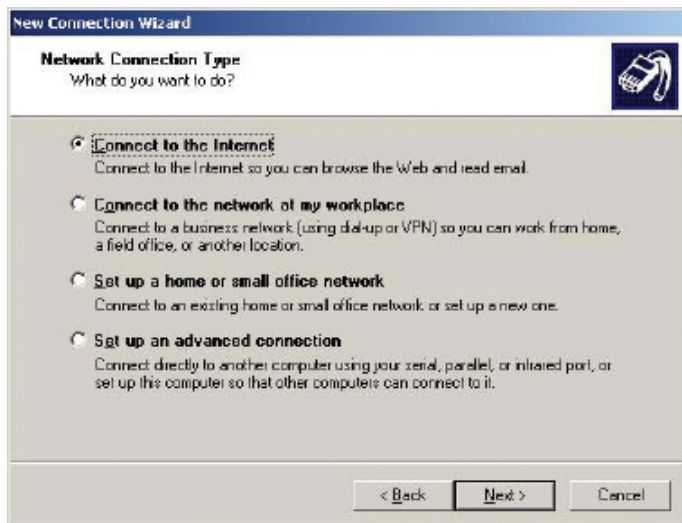 New Connection Wizard
Network Connection Type
What do you want to do?
Connect to the Internet
Connect to the Internet so you can browse the Web and read email.
Connect to the network at my workplace
Connect to a business network (using dial-up or VPN) so you can work from home,
a field office, or another location.
Set up a home or small office network
Connect to an existing home or small office network or set up a new one.
Set up an advanced connection
Connect directly to another computer using your serial, parallel, or infrared port, or
set up this computer so that other computers can connect to it.
< Back
Next >
Cancel